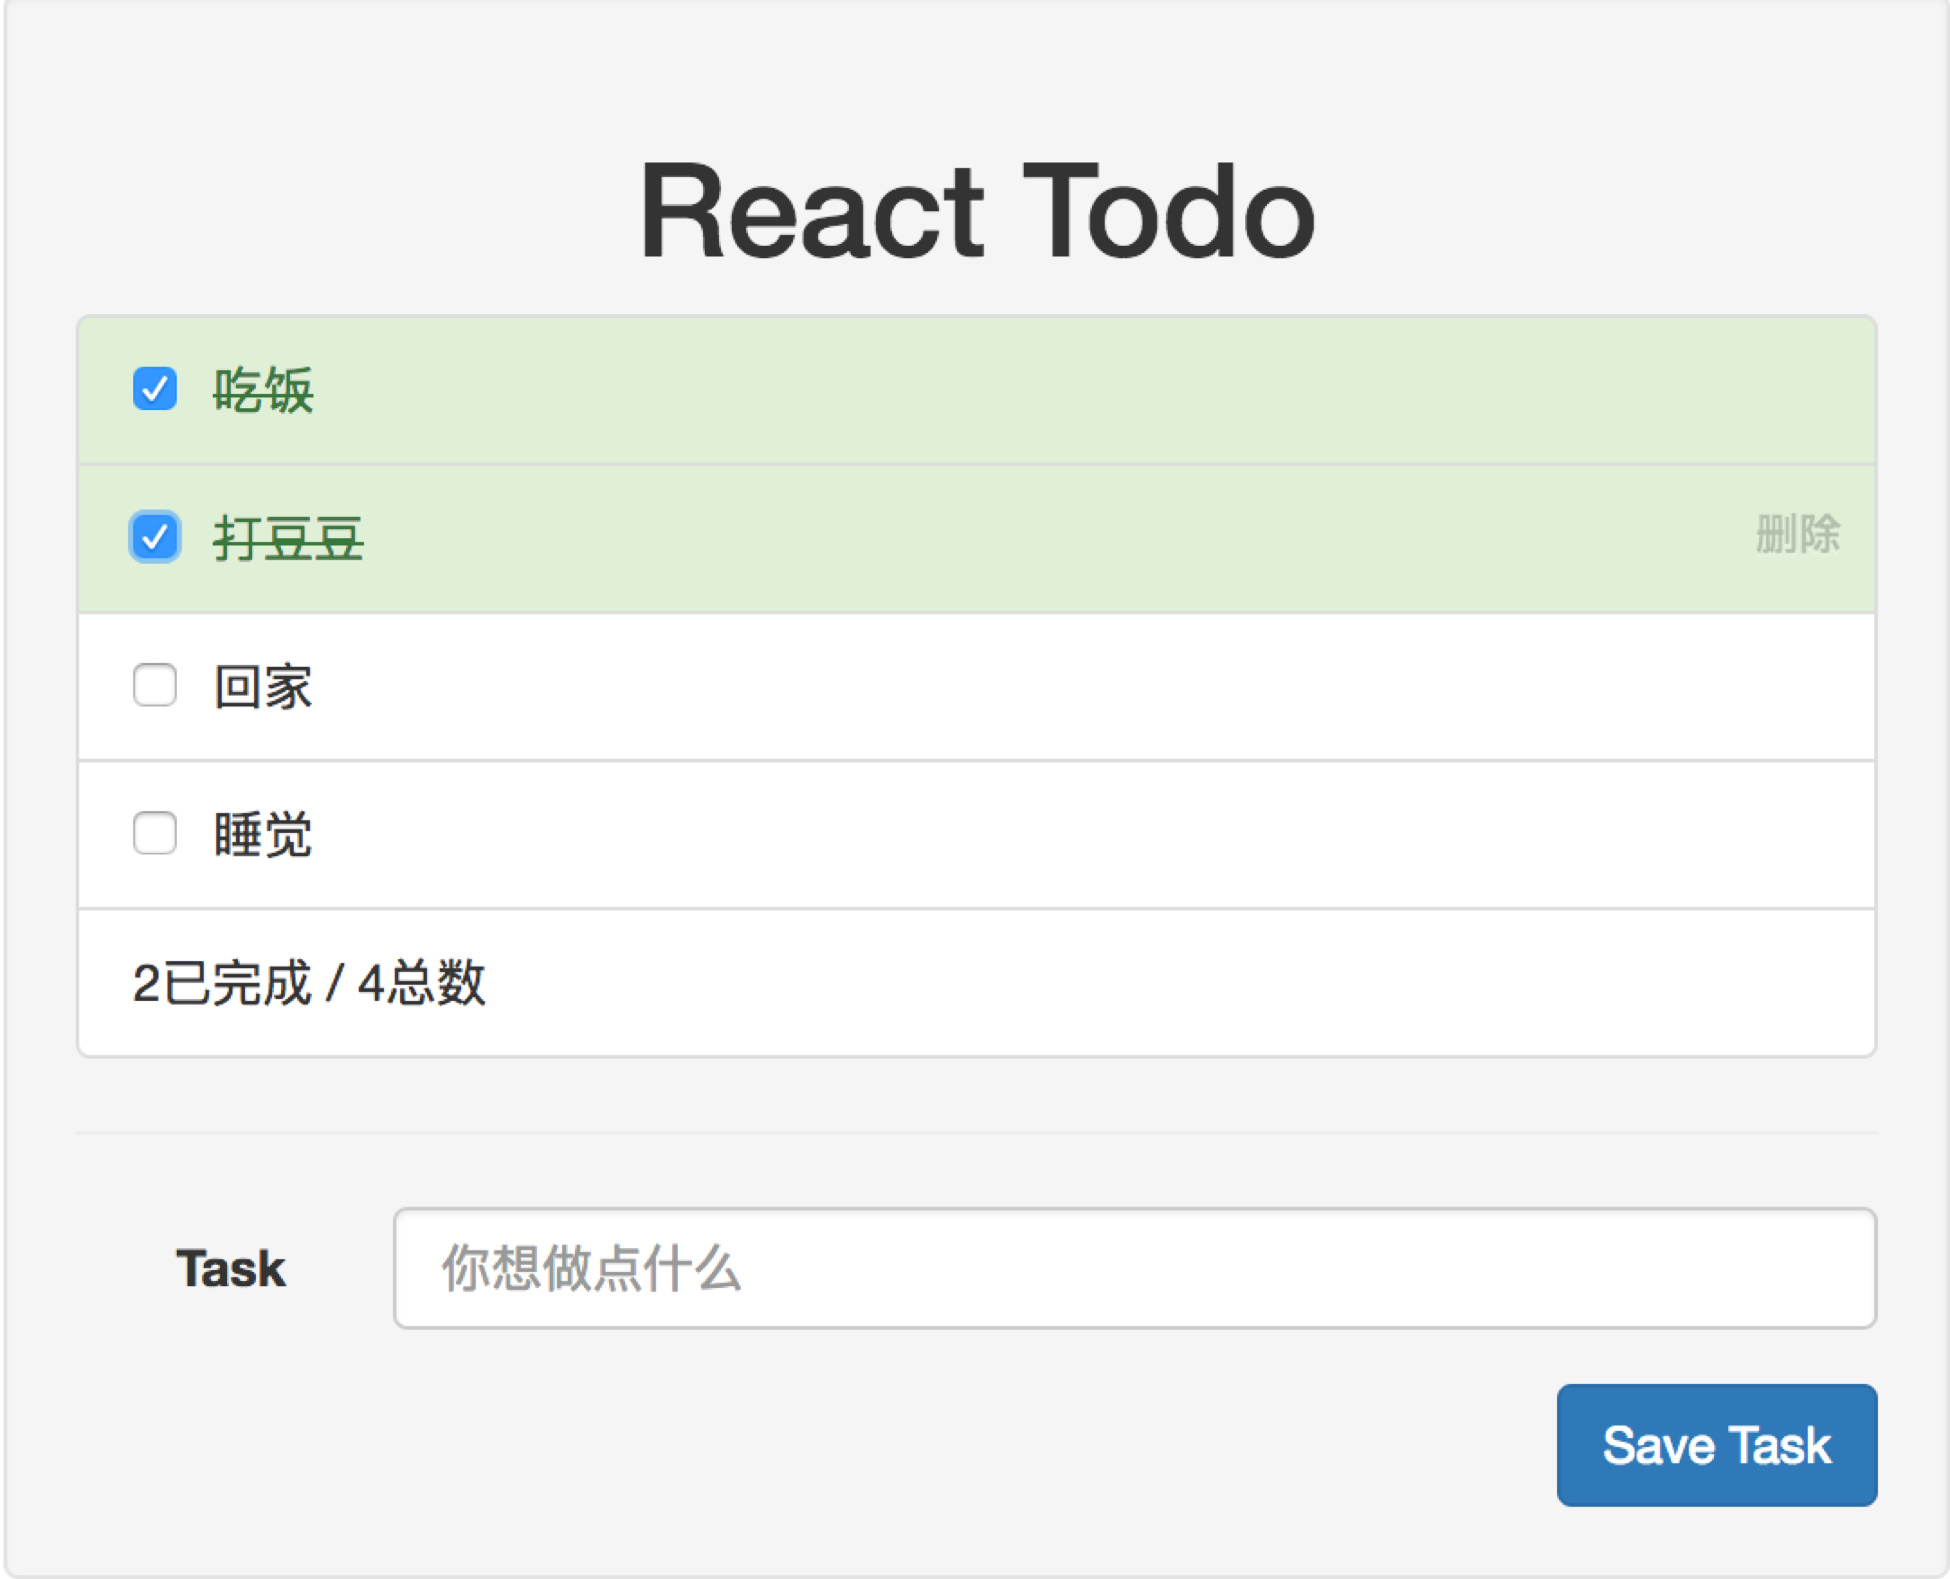 React Todo
吃饭
打豆豆 删除
回家
睡觉
2已完成 / 4总数
Task 你想做点什么
Save Task